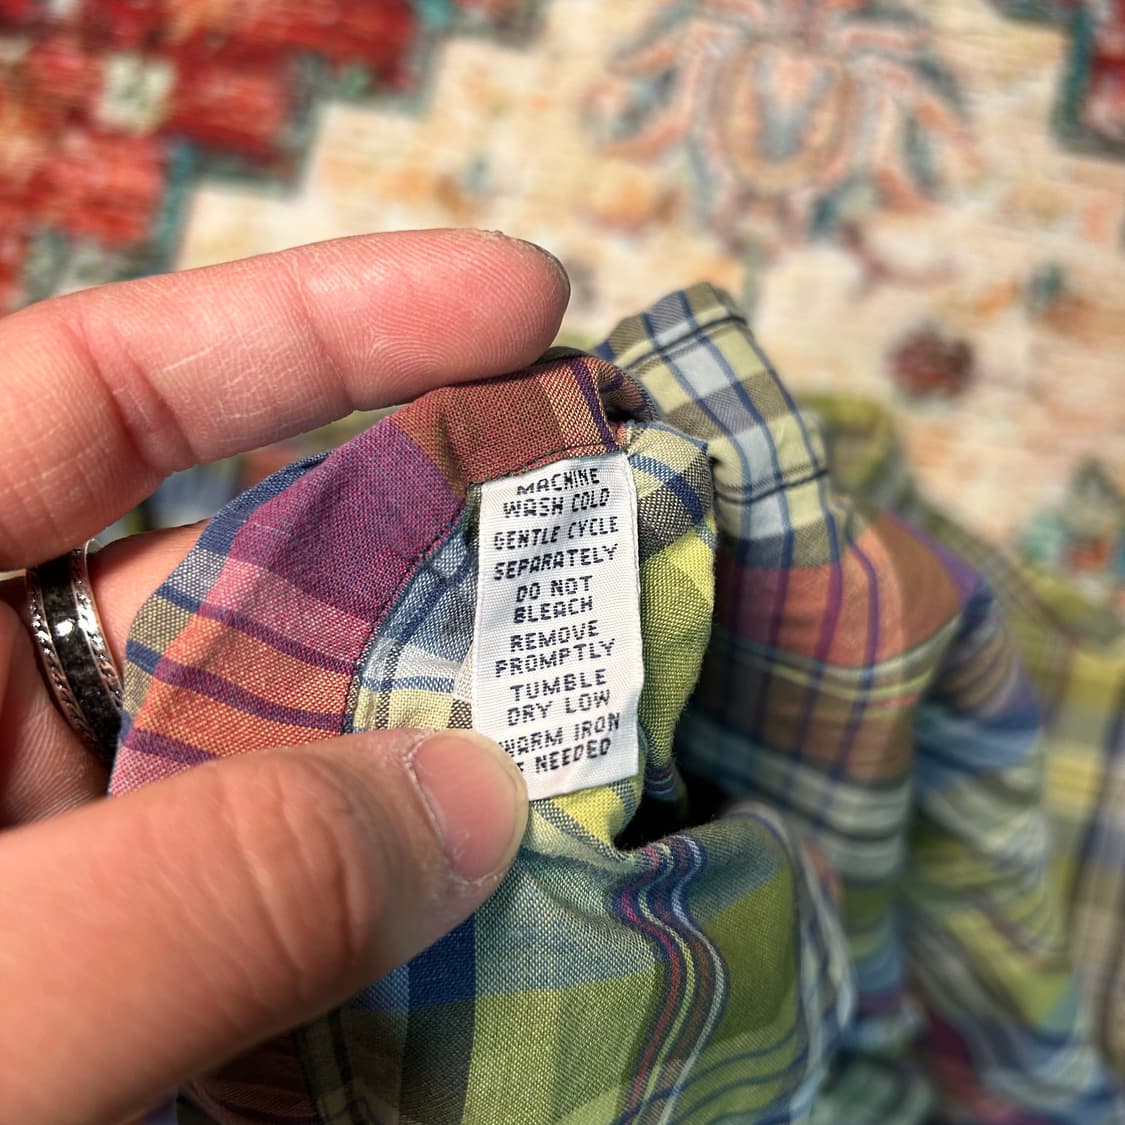 MACHINE
WASH COLD
GENTLE CYCLE
SEPARATELY
DO NOT
BLEACH
REMOVE
PROMPTLY
TUMBLE
DRY LOW
WARM IRON
NEEDED